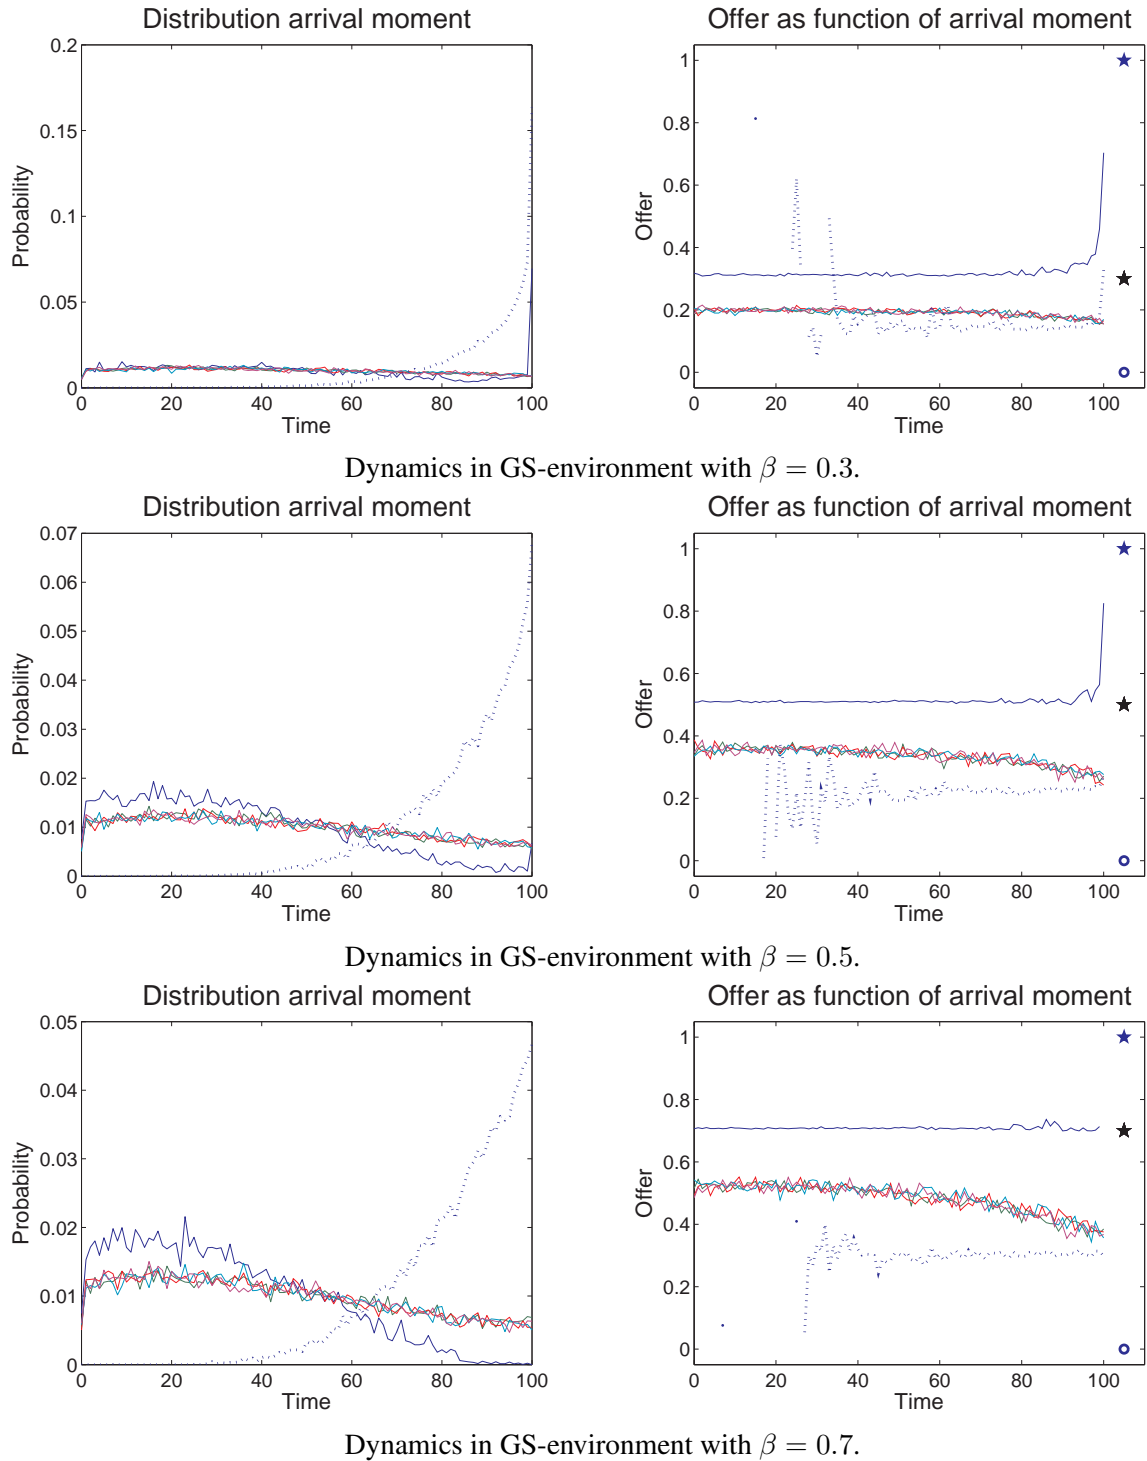 Distribution arrival moment
Offer as function of arrival moment
0.2
0.15
0.1
0.05
0
Probability
0 20 40 60 80 100
Time
1
0.8
0.6
0.4
0.2
0
Offer
0 20 40 60 80 100
Time
Dynamics in GS-environment with β = 0.3.
Distribution arrival moment
Offer as function of arrival moment
0.07
0.06
0.05
0.04
0.03
0.02
0.01
0
Probability
0 20 40 60 80 100
Time
1
0.8
0.6
0.4
0.2
0
Offer
0 20 40 60 80 100
Time
Dynamics in GS-environment with β = 0.5.
Distribution arrival moment
Offer as function of arrival moment
0.05
0.04
0.03
0.02
0.01
0
Probability
0 20 40 60 80 100
Time
1
0.8
0.6
0.4
0.2
0
Offer
0 20 40 60 80 100
Time
Dynamics in GS-environment with β = 0.7.